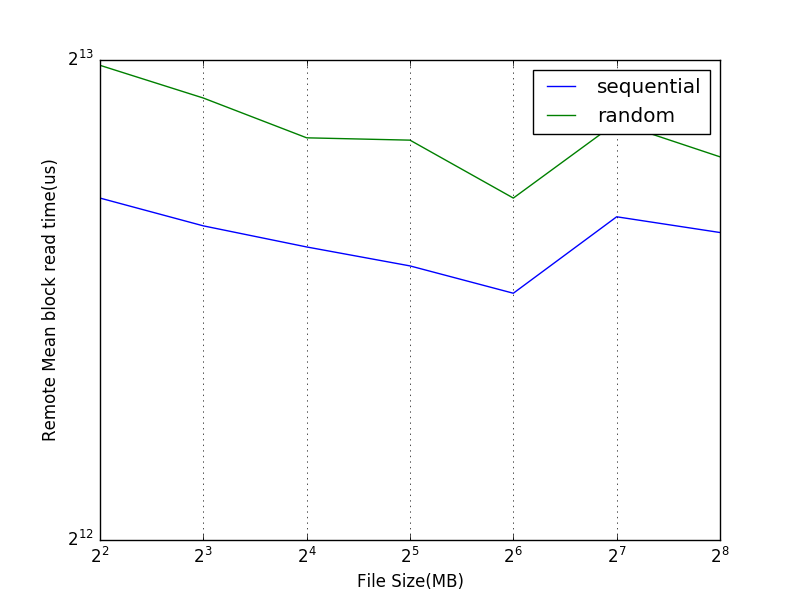 2^13
sequential
random
Remote Mean block read time(us)
2^12
2^2 2^3 2^4 2^5 2^6 2^7 2^8
File Size(MB)